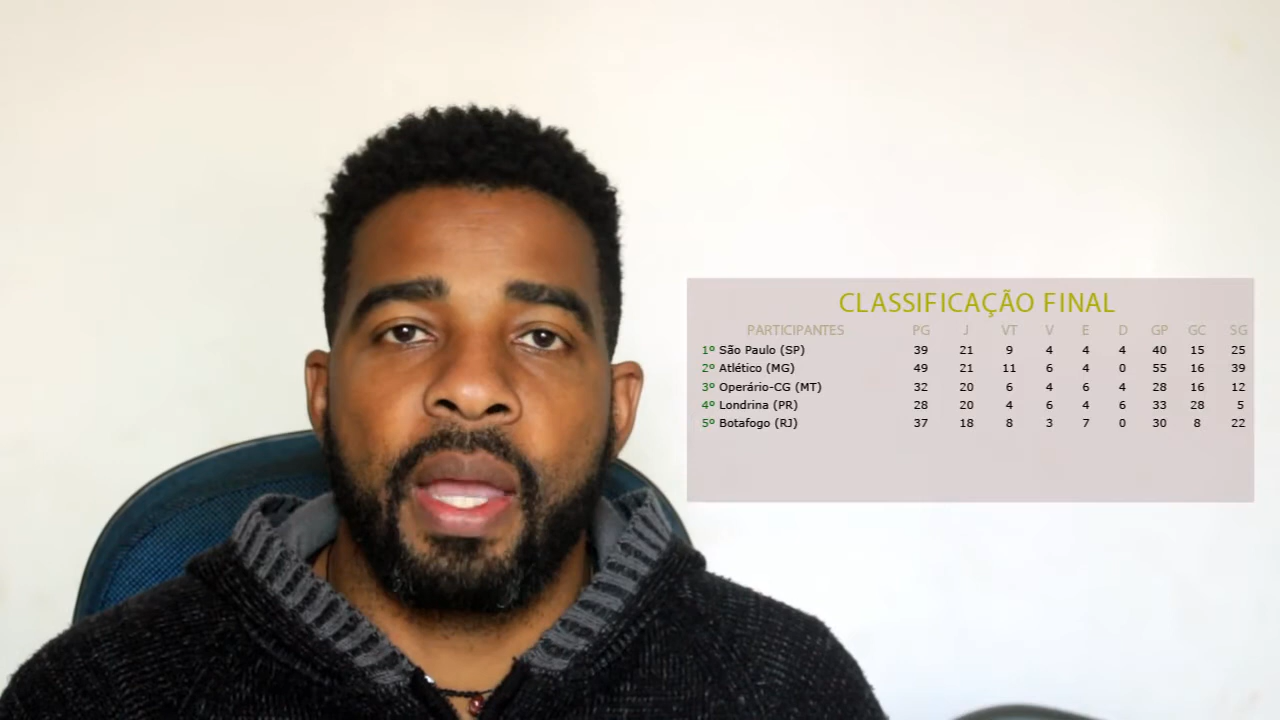 CLASSIFICAÇÃO FINAL
PARTICIPANTES PG J VT V E D GP GC SG
1º São Paulo (SP) 39 21 9 4 4 4 40 15 25
2º Atlético (MG) 49 21 11 6 4 0 55 16 39
3º Operário-CG (MT) 32 20 6 4 6 4 28 16 12
4º Londrina (PR) 28 20 4 6 4 6 33 28 5
5º Botafogo (RJ) 37 18 8 3 7 0 30 8 22